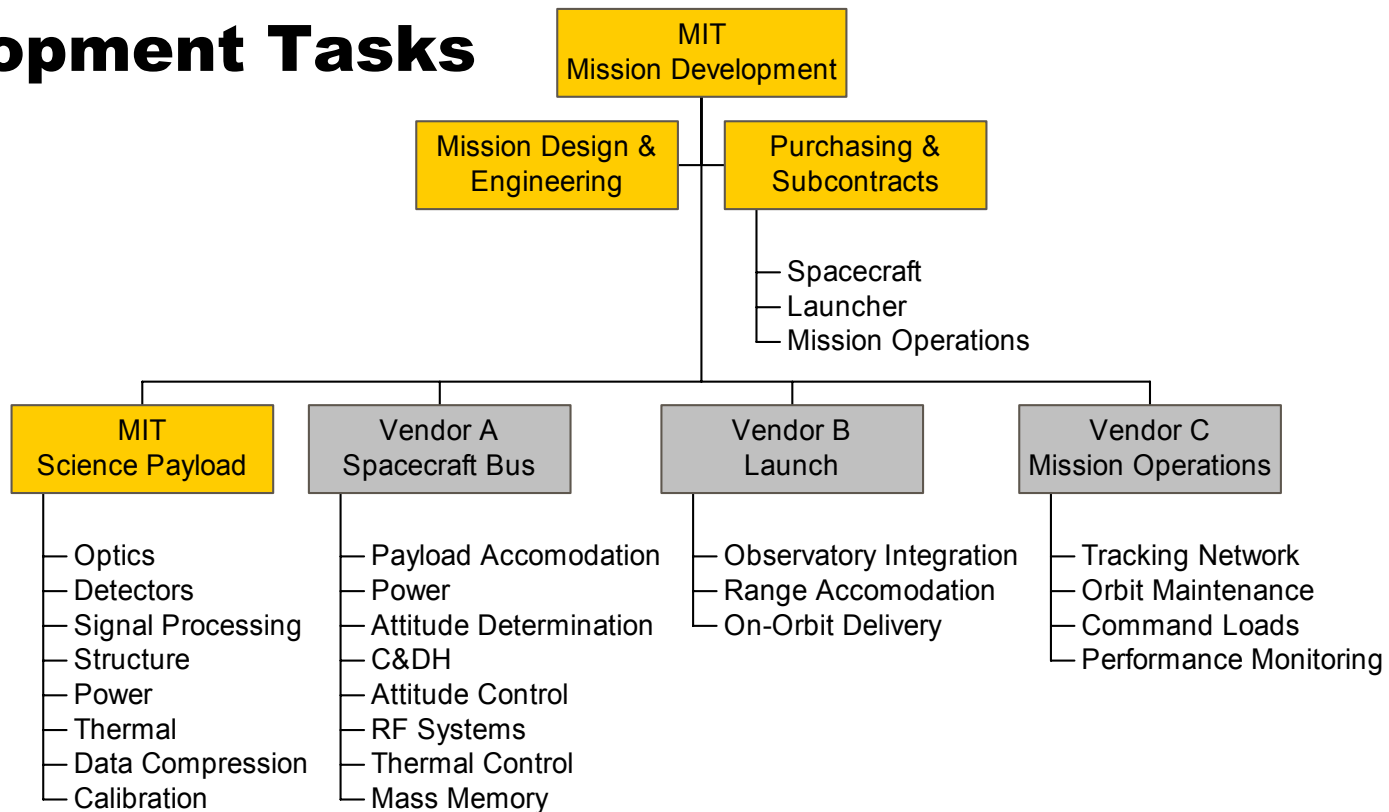 opment Tasks
MIT
Mission Development
Mission Design &
Engineering
Purchasing &
Subcontracts
Spacecraft
Launcher
Mission Operations
MIT
Science Payload
Optics
Detectors
Signal Processing
Structure
Power
Thermal
Data Compression
Calibration
Vendor A
Spacecraft Bus
Payload Accomodation
Power
Attitude Determination
C&DH
Attitude Control
RF Systems
Thermal Control
Mass Memory
Vendor B
Launch
Observatory Integration
Range Accomodation
On-Orbit Delivery
Vendor C
Mission Operations
Tracking Network
Orbit Maintenance
Command Loads
Performance Monitoring